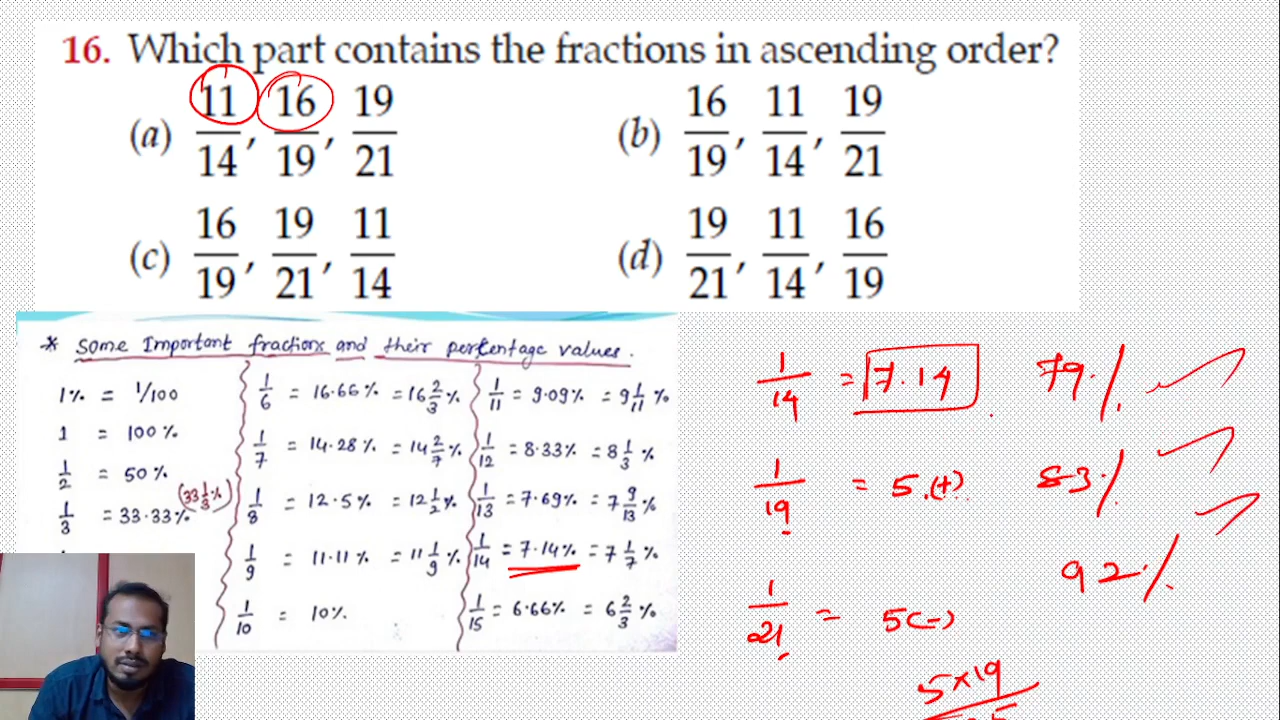 16. Which part contains the fractions in ascending order?
(a) 11/14, 16/19, 19/21
(b) 16/19, 11/14, 19/21
(c) 16/19, 19/21, 11/14
(d) 19/21, 11/14, 16/19
* Some Important fractions and their percentage values.
1% = 1/100
1 = 100%
1/2 = 50%
(33 1/3%)
1/3 = 33.33%
1/6 = 16.66% = 16 2/3 %
1/7 = 14.28% = 14 2/7 %
1/8 = 12.5% = 12 1/2 %
1/9 = 11.11% = 11 1/9 %
1/10 = 10%
1/11 = 9.09% = 9 1/11 %
1/12 = 8.33% = 8 1/3 %
1/13 = 7.69% = 7 9/13 %
1/14 = 7.14% = 7 1/7 %
1/15 = 6.66% = 6 2/3 %
1/14 = 7.14 79%
1/19 = 5.(+) 83%
92%
1/21 = 5(-)
5×19